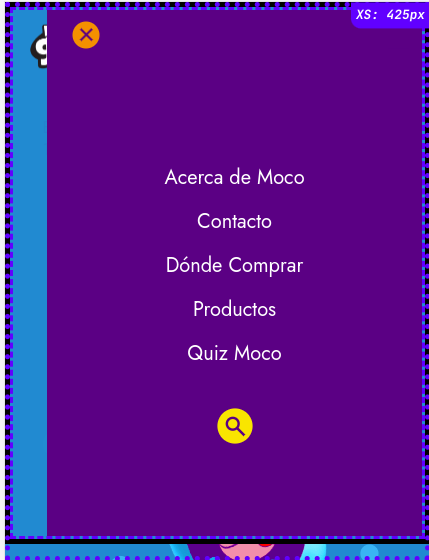 XS: 425px
Acerca de Moco
Contacto
Dónde Comprar
Productos
Quiz Moco